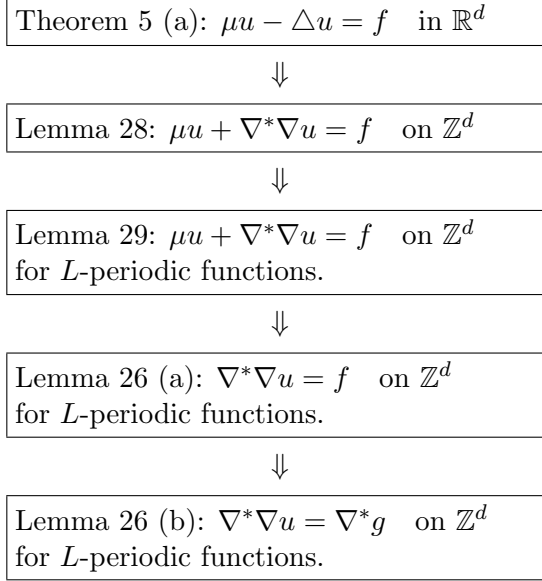 Theorem 5 (a): μu − △u = f in ℝ^d
⇓
Lemma 28: μu + ∇*∇u = f on ℤ^d
⇓
Lemma 29: μu + ∇*∇u = f on ℤ^d
for L-periodic functions.
⇓
Lemma 26 (a): ∇*∇u = f on ℤ^d
for L-periodic functions.
⇓
Lemma 26 (b): ∇*∇u = ∇*g on ℤ^d
for L-periodic functions.